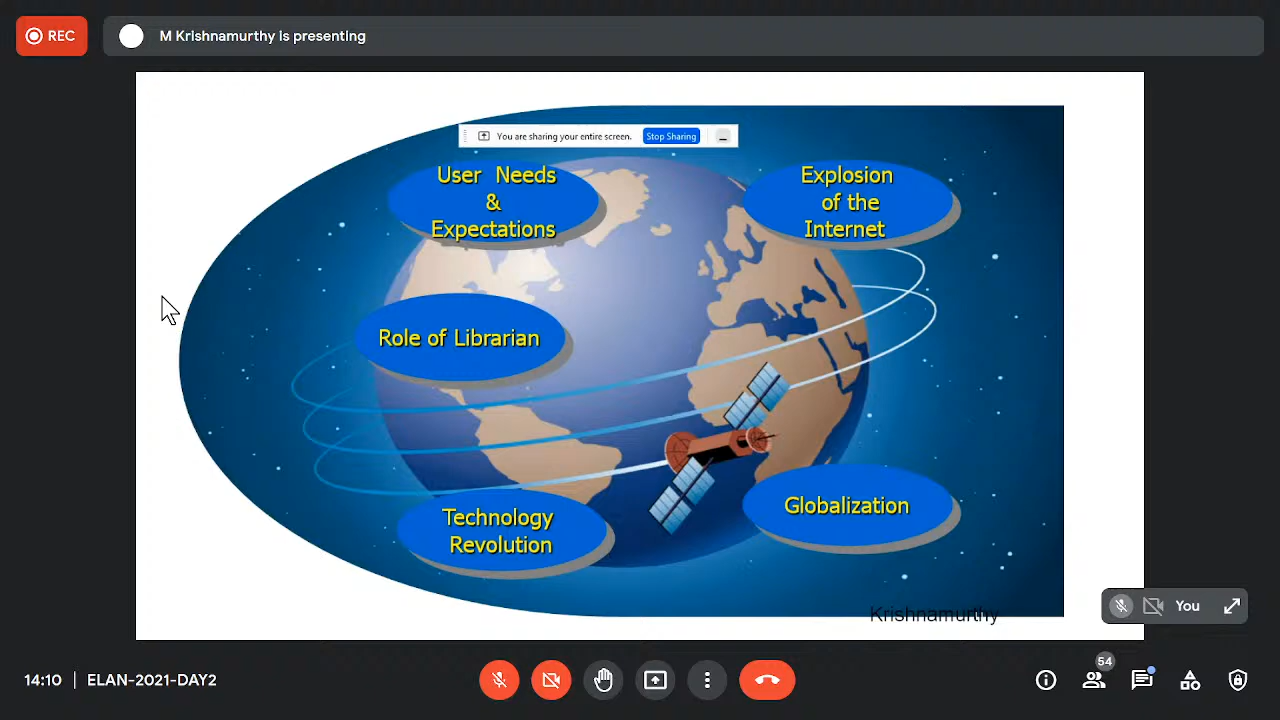 REC
M Krishnamurthy Is presenting
You are sharing your entire screen.
Stop Sharing
User Needs
&
Expectations
Explosion
of the
Internet
Role of Librarian
Technology
Revolution
Globalization
Krishnamurthy
You
14:10 | ELAN-2021-DAY2
54